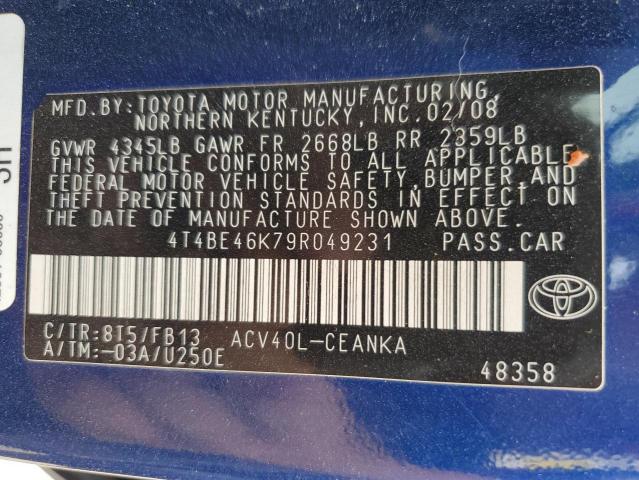 MFD.BY:TOYOTA MOTOR MANUFACTURING,
NORTHERN KENTUCKY,INC.02/08
GVWR 4345LB GAWR FR 2668LB RR 2359LB
THIS VEHICLE CONFORMS TO ALL APPLICABLE
FEDERAL MOTOR VEHICLE SAFETY,BUMPER,AND
THEFT PREVENTION STANDARDS IN EFFECT ON
THE DATE OF MANUFACTURE SHOWN ABOVE.
4T4BE46K79R049231 PASS.CAR
C/TR:8T5/FB13 ACV40L-CEANKA
A/TM:-03A/U250E
48358